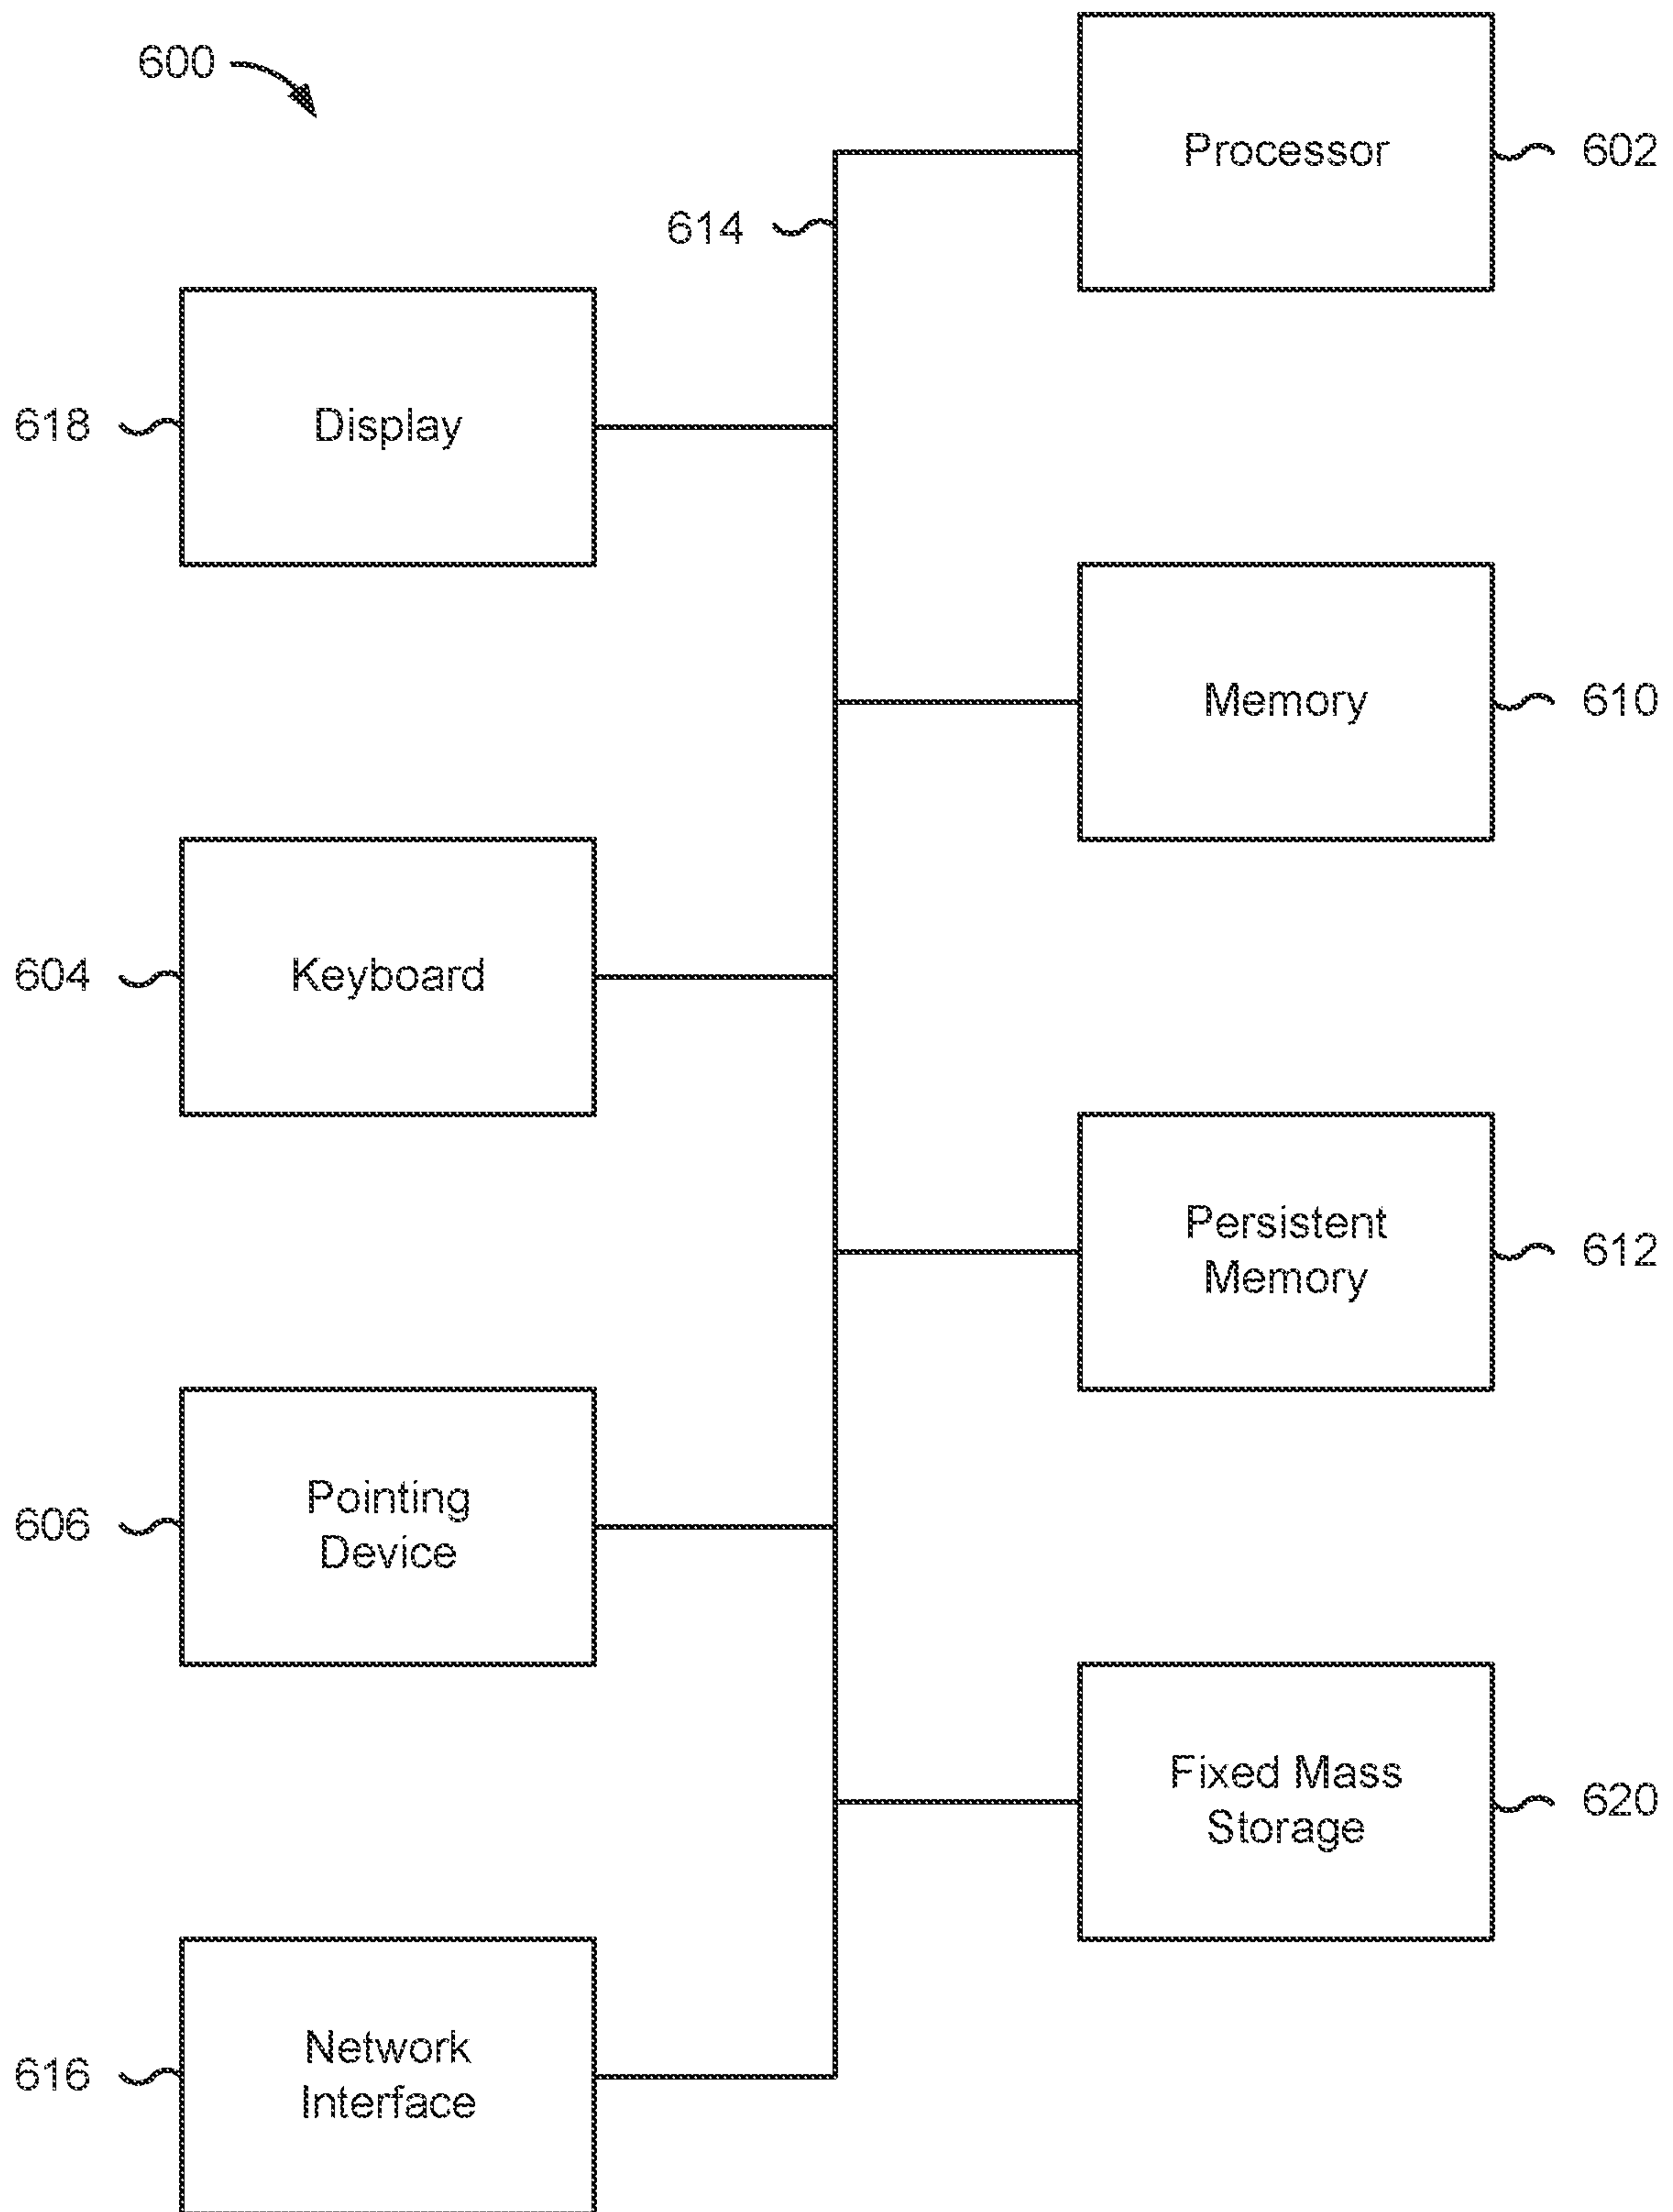 600
Processor
602
614
618
Display
Memory
610
604
Keyboard
Persistent
Memory
612
606
Pointing
Device
Fixed Mass
Storage
620
616
Network
Interface